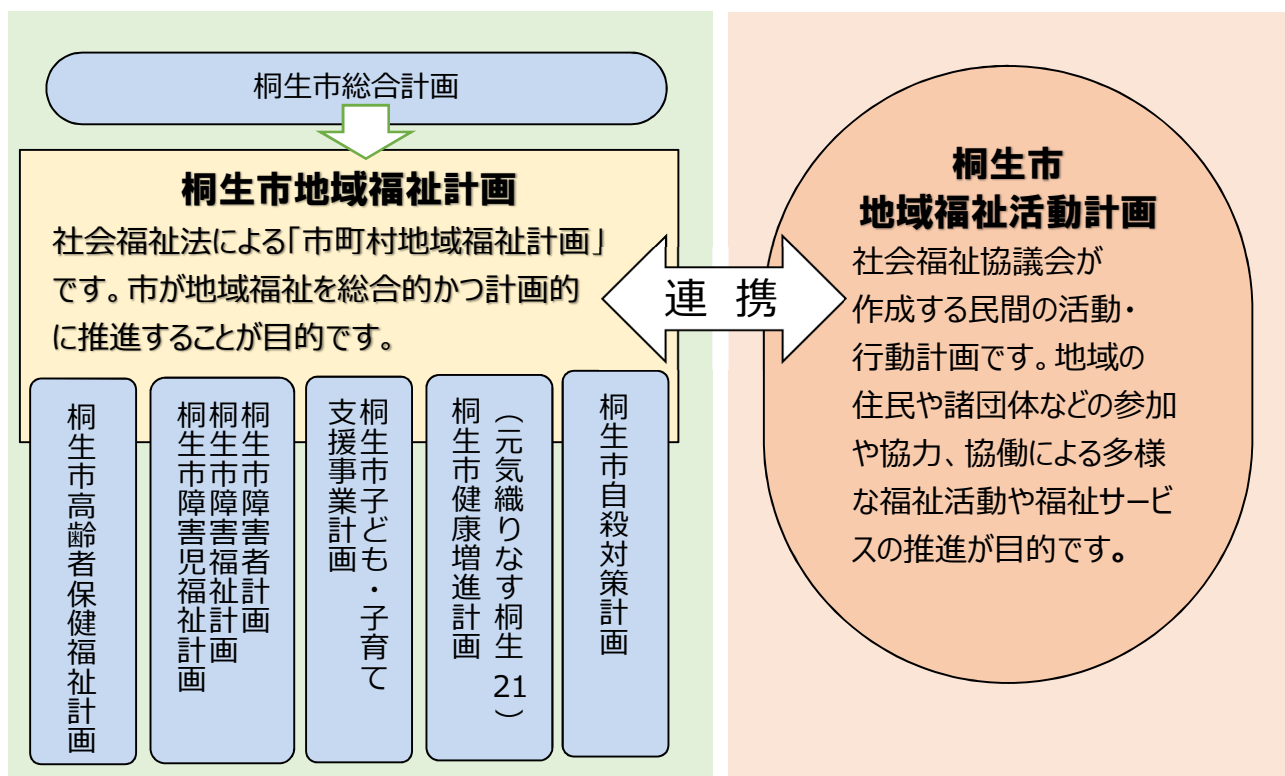 桐生市総合計画
桐生市地域福祉計画
社会福祉法による「市町村地域福祉計画」
です。市が地域福祉を総合的かつ計画的
に推進することが目的です。
連 携
桐生市高齢者保健福祉計画
桐生市障害者計画
桐生市障害福祉計画
桐生市障害児福祉計画
桐生市子ども・子育て
支援事業計画
（元気織りなす桐生21）
桐生市健康増進計画
桐生市自殺対策計画
桐生市
地域福祉活動計画
社会福祉協議会が
作成する民間の活動・
行動計画です。地域の
住民や諸団体などの参加
や協力、協働による多様
な福祉活動や福祉サービ
スの推進が目的です。